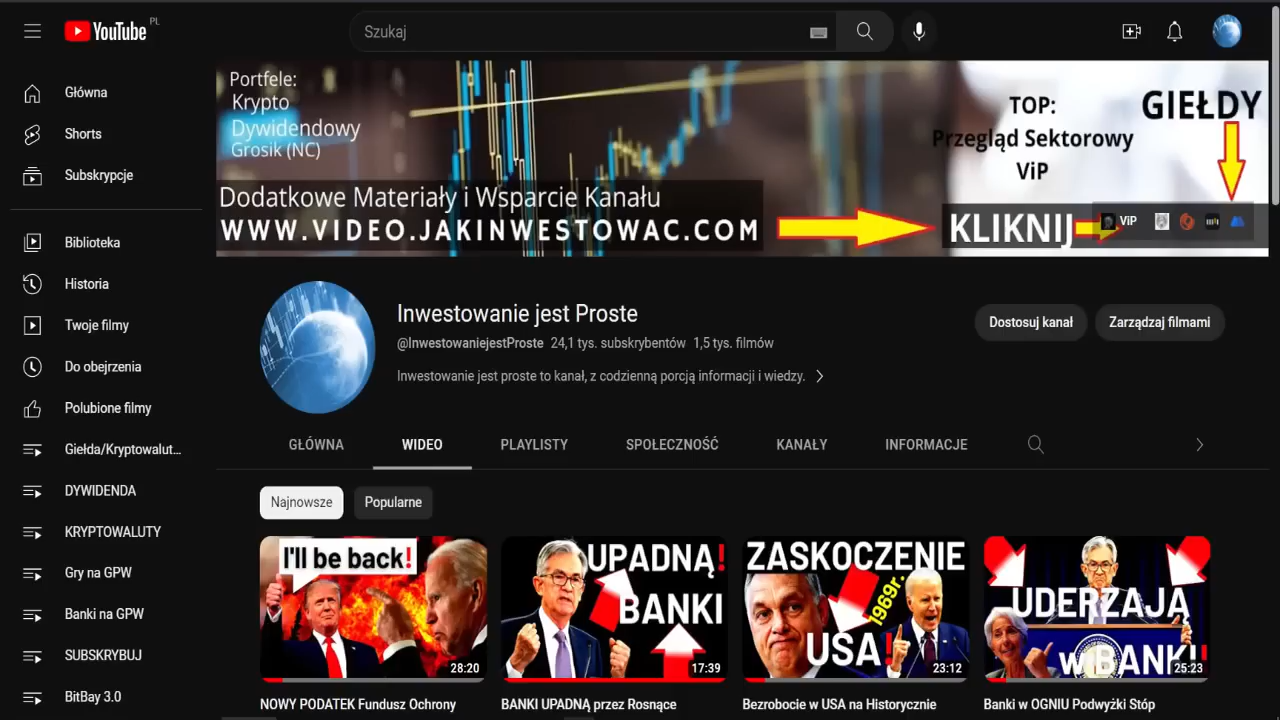 YouTube PL
Szukaj
Główna
Shorts
Subskrypcje
Biblioteka
Historia
Twoje filmy
Do obejrzenia
Polubione filmy
Giełda/Kryptowalut...
DYWIDENDA
KRYPTOWALUTY
Gry na GPW
Banki na GPW
SUBSKRYBUJ
BitBay 3.0
Portfele:
Krypto
Dywidendowy
Grosik (NC)
Dodatkowe Materiały i Wsparcie Kanału
WWW.VIDEO.JAKINWESTOWAC.COM
TOP:
Przegląd Sektorowy
ViP
GIEŁDY
KLIKNIJ
ViP
Inwestowanie jest Proste
@InwestowaniejestProste 24,1 tys. subskrybentów 1,5 tys. filmów
Inwestowanie jest proste to kanał, z codzienną porcją informacji i wiedzy.
Dostosuj kanał
Zarządzaj filmami
GŁÓWNA
WIDEO
PLAYLISTY
SPOŁECZNOŚĆ
KANAŁY
INFORMACJE
Najnowsze
Popularne
I'll be back!
28:20
NOWY PODATEK Fundusz Ochrony
UPADNĄ!
BANKI
17:39
BANKI UPADNĄ przez Rosnące
ZASKOCZENIE
1969r.
USA!
23:12
Bezrobocie w USA na Historycznie
UDERZAJĄ
w BANKI!
25:23
Banki w OGNIU Podwyżki Stóp